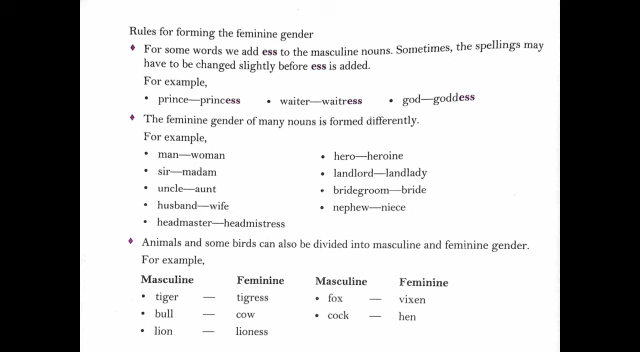 Rules for forming the feminine gender
♦ For some words we add ess to the masculine nouns. Sometimes, the spellings may
have to be changed slightly before ess is added.
For example,
• prince—princess • waiter—waitress • god—goddess
♦ The feminine gender of many nouns is formed differently.
For example,
• man—woman • hero—heroine
• sir—madam • landlord—landlady
• uncle—aunt • bridegroom—bride
• husband—wife • nephew—niece
• headmaster—headmistress
♦ Animals and some birds can also be divided into masculine and feminine gender.
For example,
Masculine Feminine Masculine Feminine
• tiger — tigress • fox — vixen
• bull — cow • cock — hen
• lion — lioness